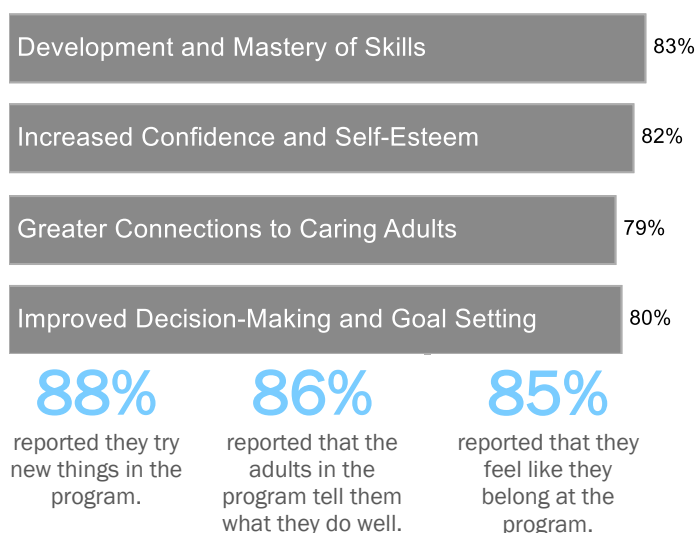 Development and Mastery of Skills 83%
Increased Confidence and Self-Esteem 82%
Greater Connections to Caring Adults 79%
Improved Decision-Making and Goal Setting 80%
88%
reported they try
new things in the
program.
86%
reported that the
adults in the
program tell them
what they do well.
85%
reported that they
feel like they
belong at the
program.